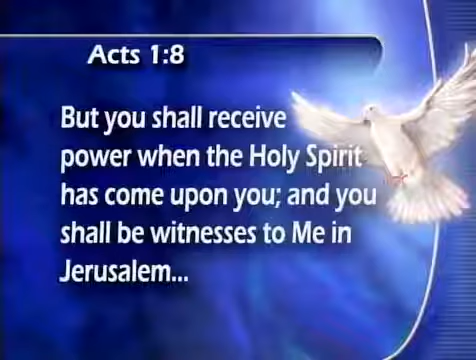 Acts 1:8
But you shall receive
power when the Holy Spirit
has come upon you; and you
shall be witnesses to Me in
Jerusalem...